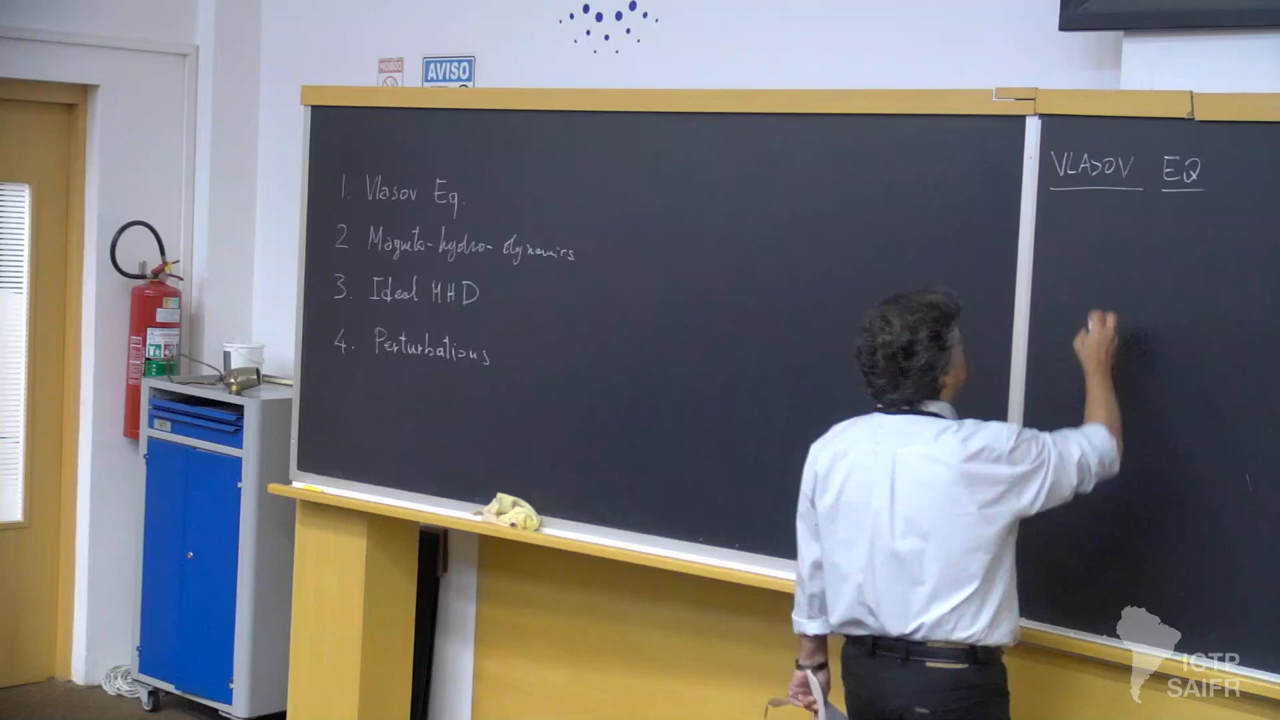 AVISO
1. Vlasov Eq.
2 Magneto-hydro-dynamics
3. Ideal MHD
4. Perturbations
VLASOV EQ
ICTP
SAIFR